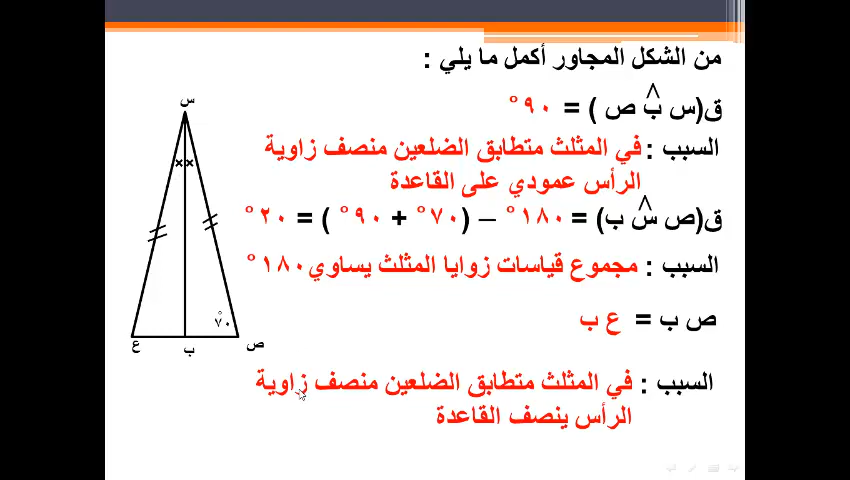 من الشكل المجاور أكمل ما يلي :
ق(س ب^ ص ) = ٩٠°
السبب : في المثلث متطابق الضلعين منصف زاوية
الرأس عمودي على القاعدة
ق(ص س^ ب) = ١٨٠° – (٧٠° + ٩٠° ) = ٢٠°
السبب : مجموع قياسات زوايا المثلث يساوي ١٨٠°
ص ب = ع ب
السبب : في المثلث متطابق الضلعين منصف زاوية
الرأس ينصف القاعدة
س
٧٠°
ص
ب
ع